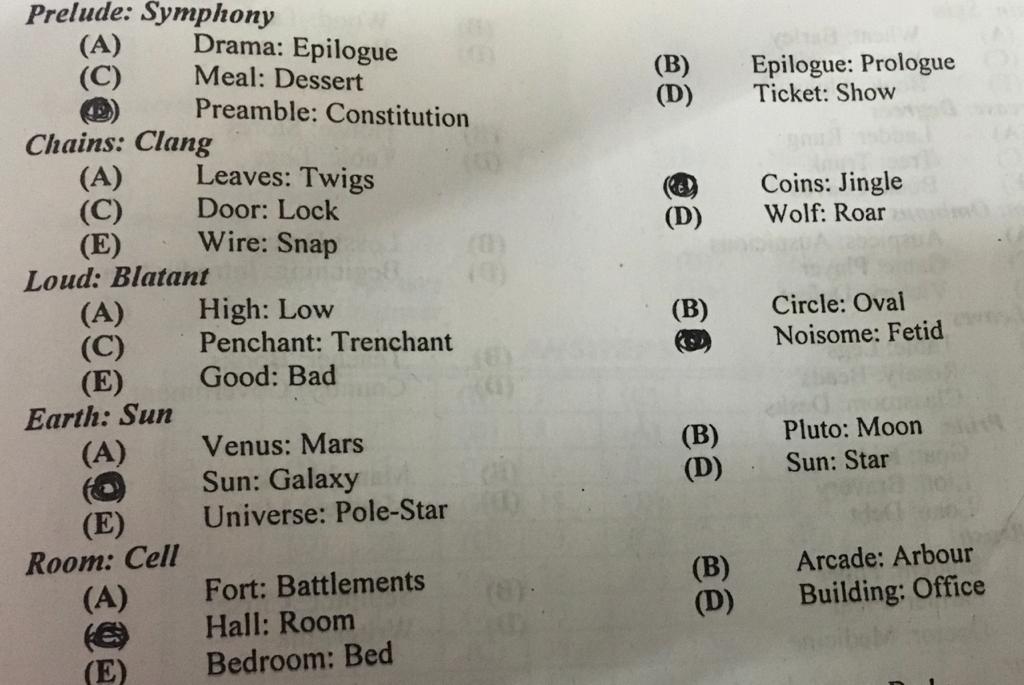 Prelude: Symphony
(A) Drama: Epilogue
(B) Epilogue: Prologue
(C) Meal: Dessert
(D) Ticket: Show
Preamble: Constitution
Chains: Clang
(A) Leaves: Twigs
Coins: Jingle
(C) Door: Lock
(D) Wolf: Roar
(E) Wire: Snap
Loud: Blatant
(A) High: Low
(B) Circle: Oval
(C) Penchant: Trenchant
Noisome: Fetid
(E) Good: Bad
Earth: Sun
(A) Venus: Mars
(B) Pluto: Moon
Sun: Galaxy
(D) Sun: Star
(E) Universe: Pole-Star
Room: Cell
(A) Fort: Battlements
(B) Arcade: Arbour
Hall: Room
(D) Building: Office
(E) Bedroom: Bed